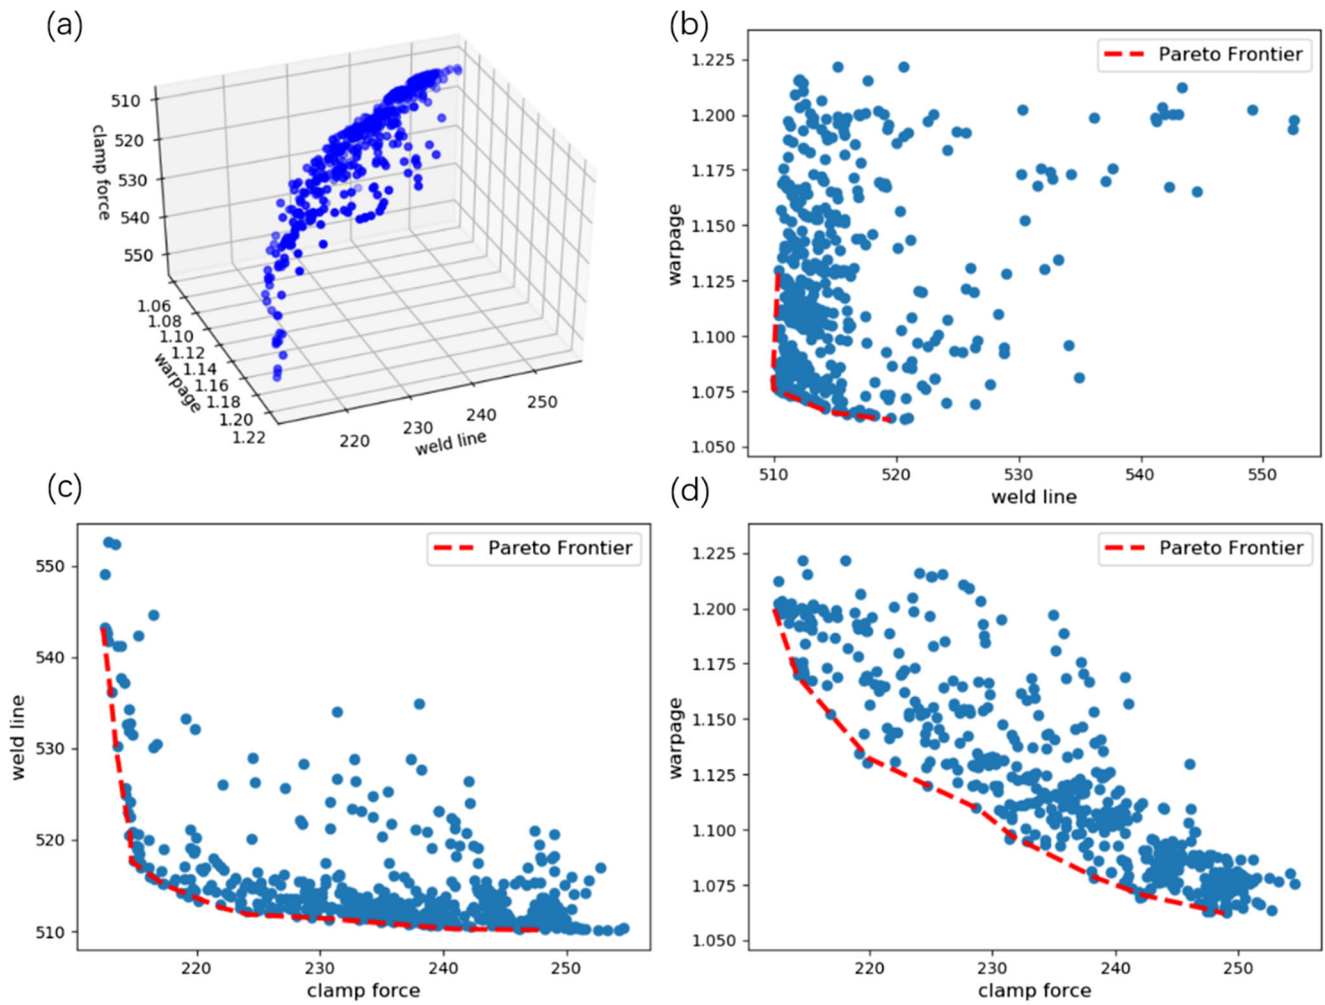 (a)
510
520
530
540
550
clamp force
1.06
1.08
1.10
1.12
1.14
1.16
1.18
1.20
1.22
warpage
220
230
240
250
weld line
(b)
Pareto Frontier
1.225
1.200
1.175
1.150
1.125
1.100
1.075
1.050
warpage
510 520 530 540 550
weld line
(c)
Pareto Frontier
550
540
530
520
510
weld line
220 230 240 250
clamp force
(d)
Pareto Frontier
1.225
1.200
1.175
1.150
1.125
1.100
1.075
1.050
warpage
220 230 240 250
clamp force